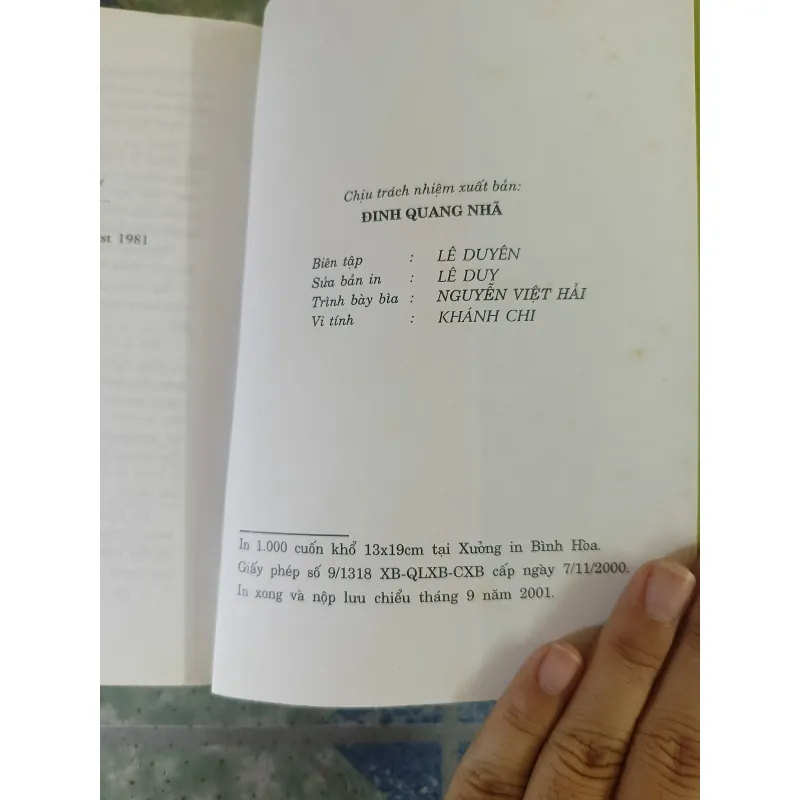 st 1981
Chịu trách nhiệm xuất bản:
ĐINH QUANG NHÃ
Biên tập : LÊ DUYÊN
Sửa bản in : LÊ DUY
Trình bày bìa : NGUYỄN VIỆT HẢI
Vi tính : KHÁNH CHI
In 1.000 cuốn khổ 13x19cm tại Xưởng in Bình Hòa.
Giấy phép số 9/1318 XB-QLXB-CXB cấp ngày 7/11/2000.
In xong và nộp lưu chiểu tháng 9 năm 2001.